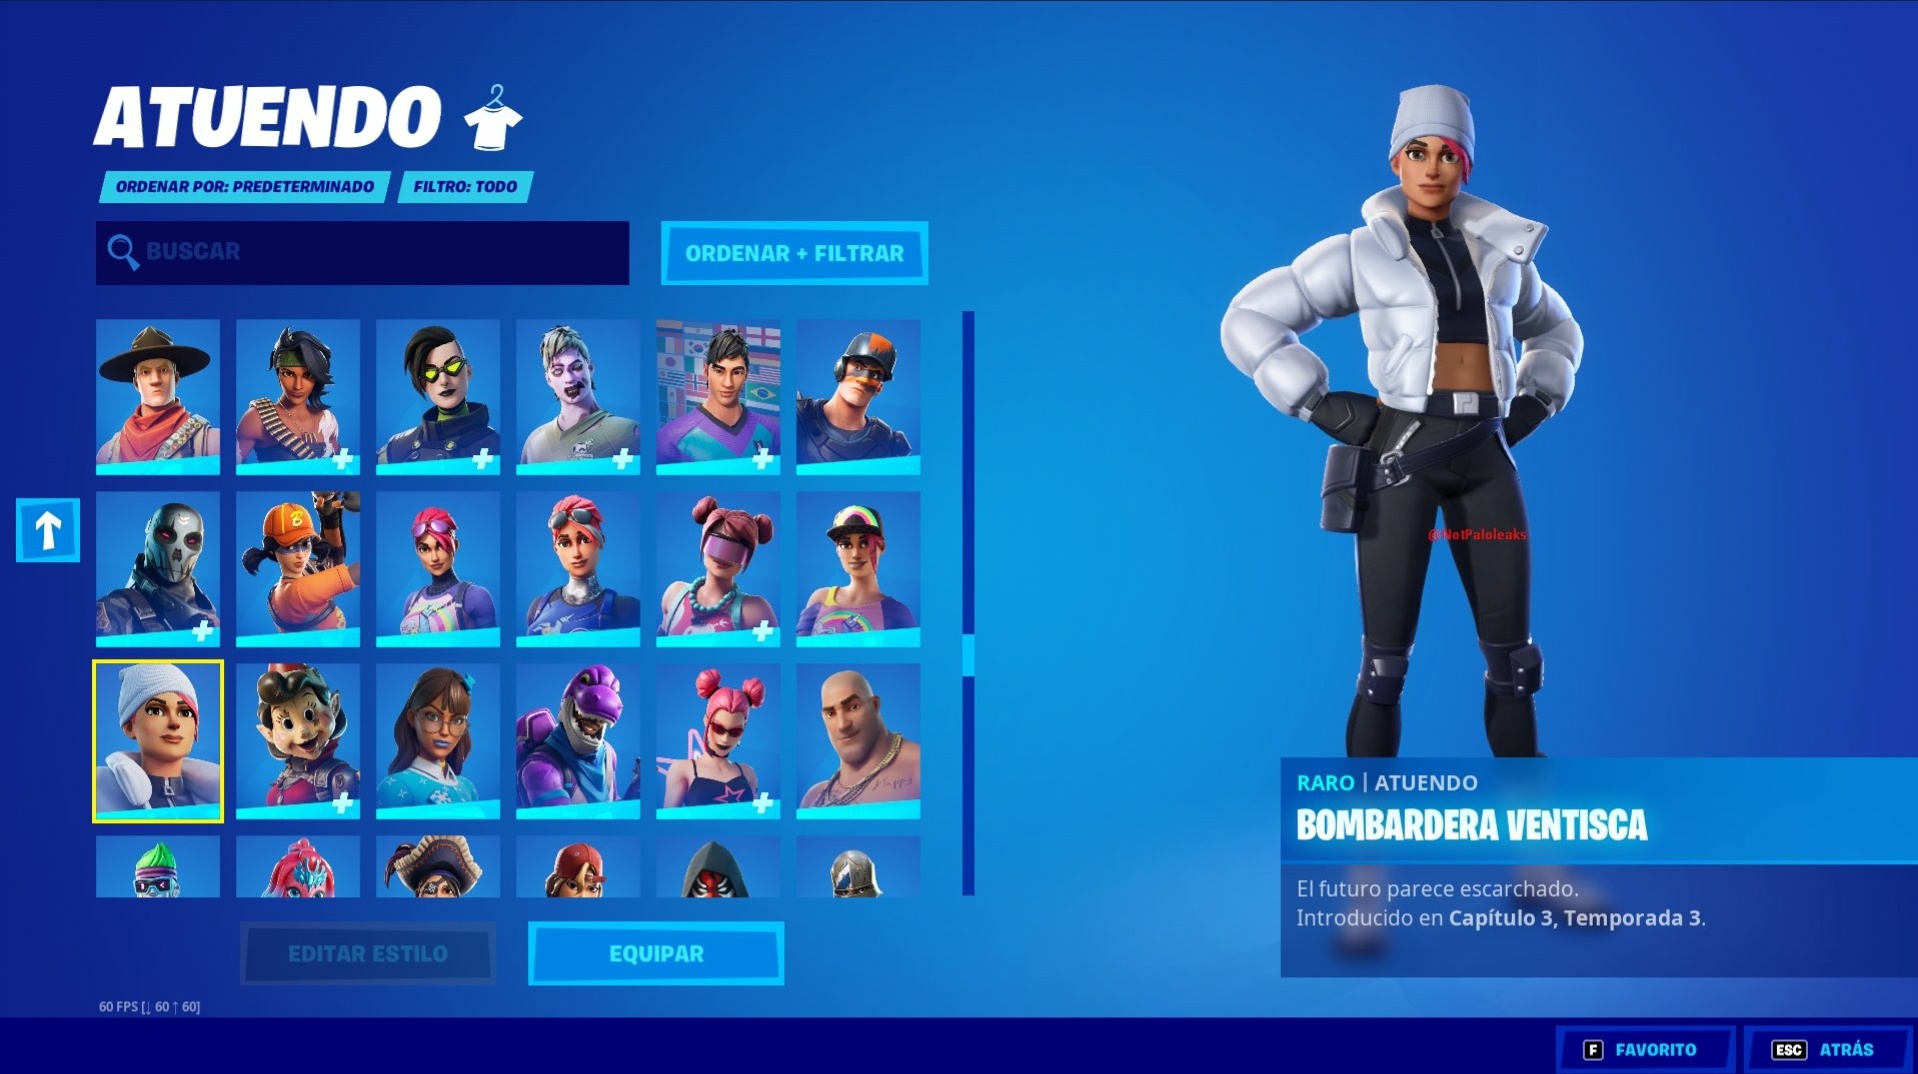 ATUENDO
ORDENAR POR: PREDETERMINADO FILTRO: TODO
BUSCAR
ORDENAR + FILTRAR
B
@NotPaloleaks
RARO | ATUENDO
BOMBARDERA VENTISCA
El futuro parece escarchado.
Introducido en Capítulo 3, Temporada 3.
EDITAR ESTILO
EQUIPAR
60 FPS [↓ 60 ↑ 60]
F FAVORITO
ESC ATRÁS